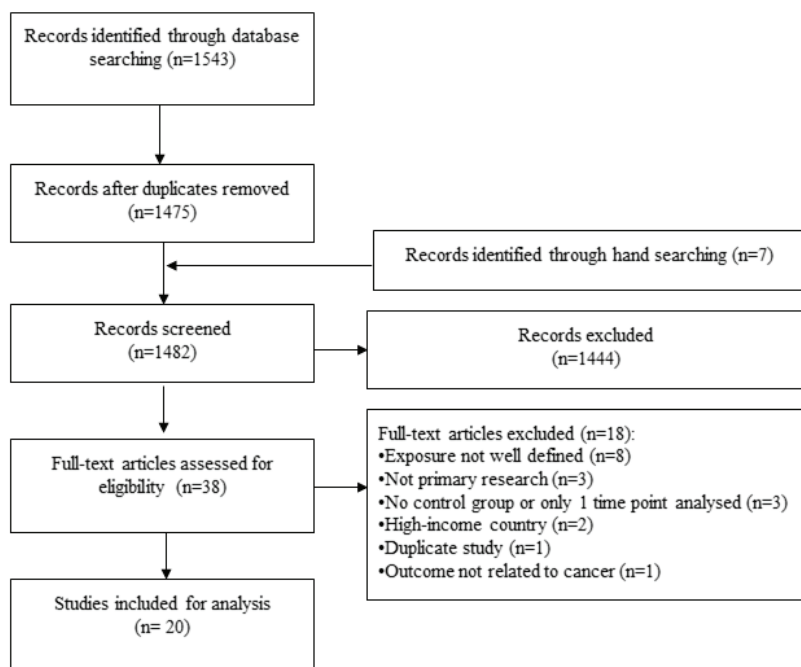 Records identified through database
searching (n=1543)
Records after duplicates removed
(n=1475)
Records identified through hand searching (n=7)
Records screened
(n=1482)
Records excluded
(n=1444)
Full-text articles assessed for
eligibility (n=38)
Full-text articles excluded (n=18):
•Exposure not well defined (n=8)
•Not primary research (n=3)
•No control group or only 1 time point analysed (n=3)
•High-income country (n=2)
•Duplicate study (n=1)
•Outcome not related to cancer (n=1)
Studies included for analysis
(n= 20)